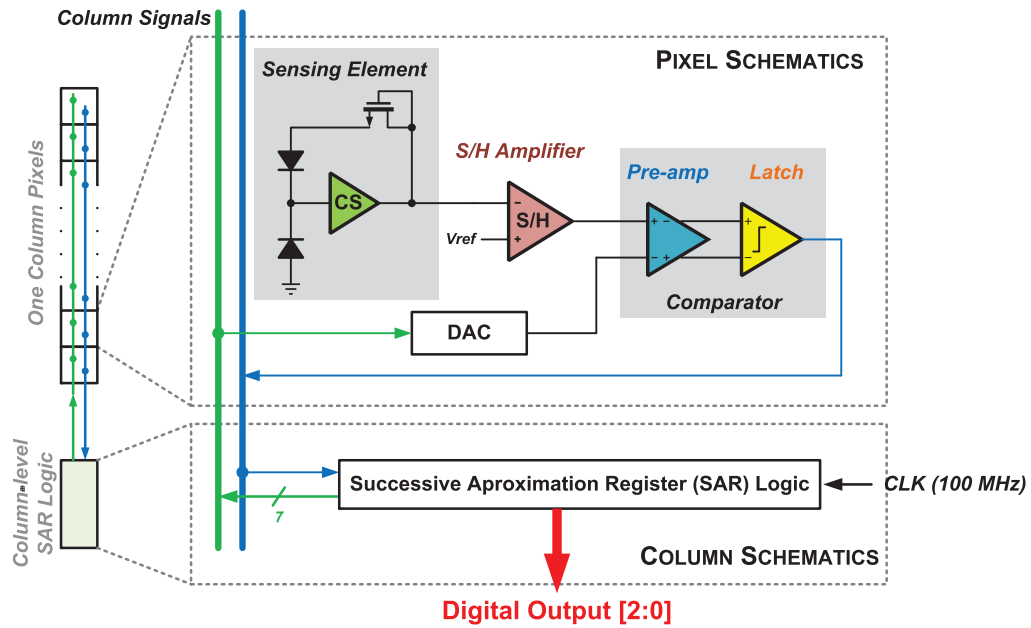 Column Signals
PIXEL SCHEMATICS
Sensing Element
CS
S/H Amplifier
S/H
Vref
Pre-amp
Latch
Comparator
DAC
One Column Pixels
Column-level
SAR Logic
Successive Aproximation Register (SAR) Logic
7
CLK (100 MHz)
COLUMN SCHEMATICS
Digital Output [2:0]